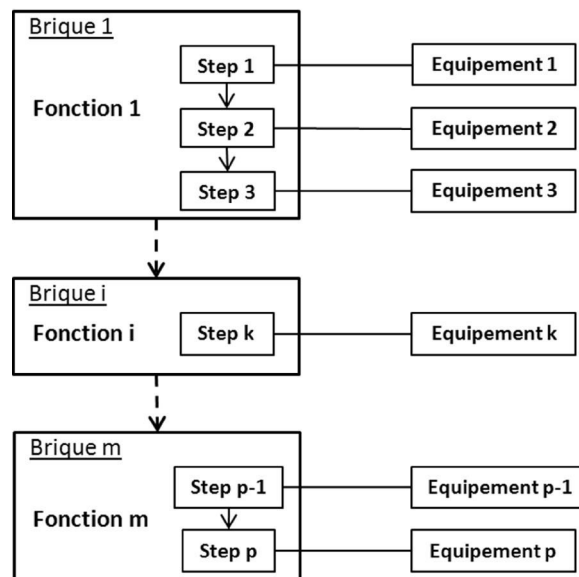 Brique 1
Step 1
Equipement 1
Fonction 1
Step 2
Equipement 2
Step 3
Equipement 3
Brique i
Fonction i
Step k
Equipement k
Brique m
Step p-1
Equipement p-1
Fonction m
Step p
Equipement p